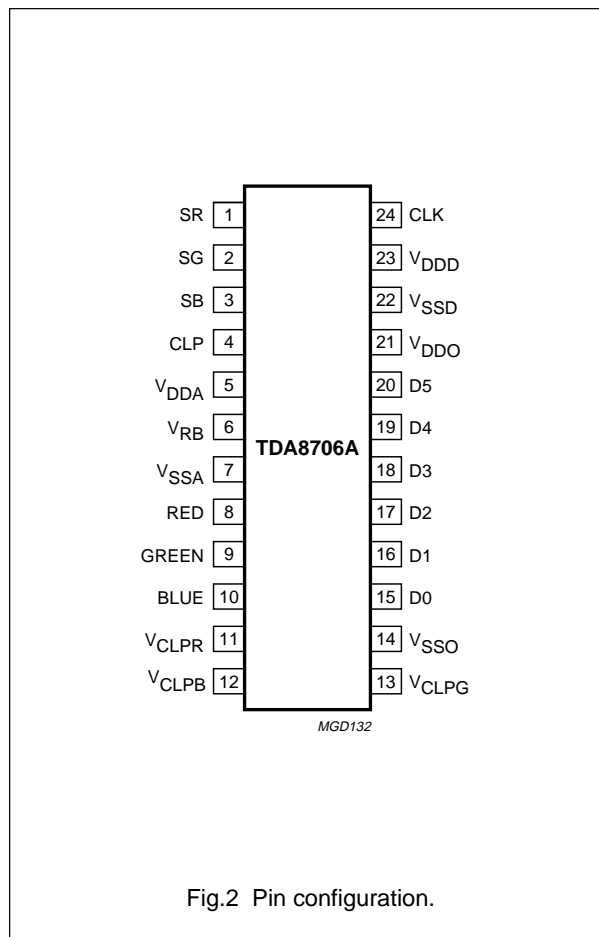 SR 1 24 CLK
SG 2 23 VDDD
SB 3 22 VSSD
CLP 4 21 VDDO
VDDA 5 20 D5
VRB 6 19 D4
TDA8706A
VSSA 7 18 D3
RED 8 17 D2
GREEN 9 16 D1
BLUE 10 15 D0
VCLPR 11 14 VSSO
VCLPB 12 13 VCLPG
MGD132
Fig.2 Pin configuration.